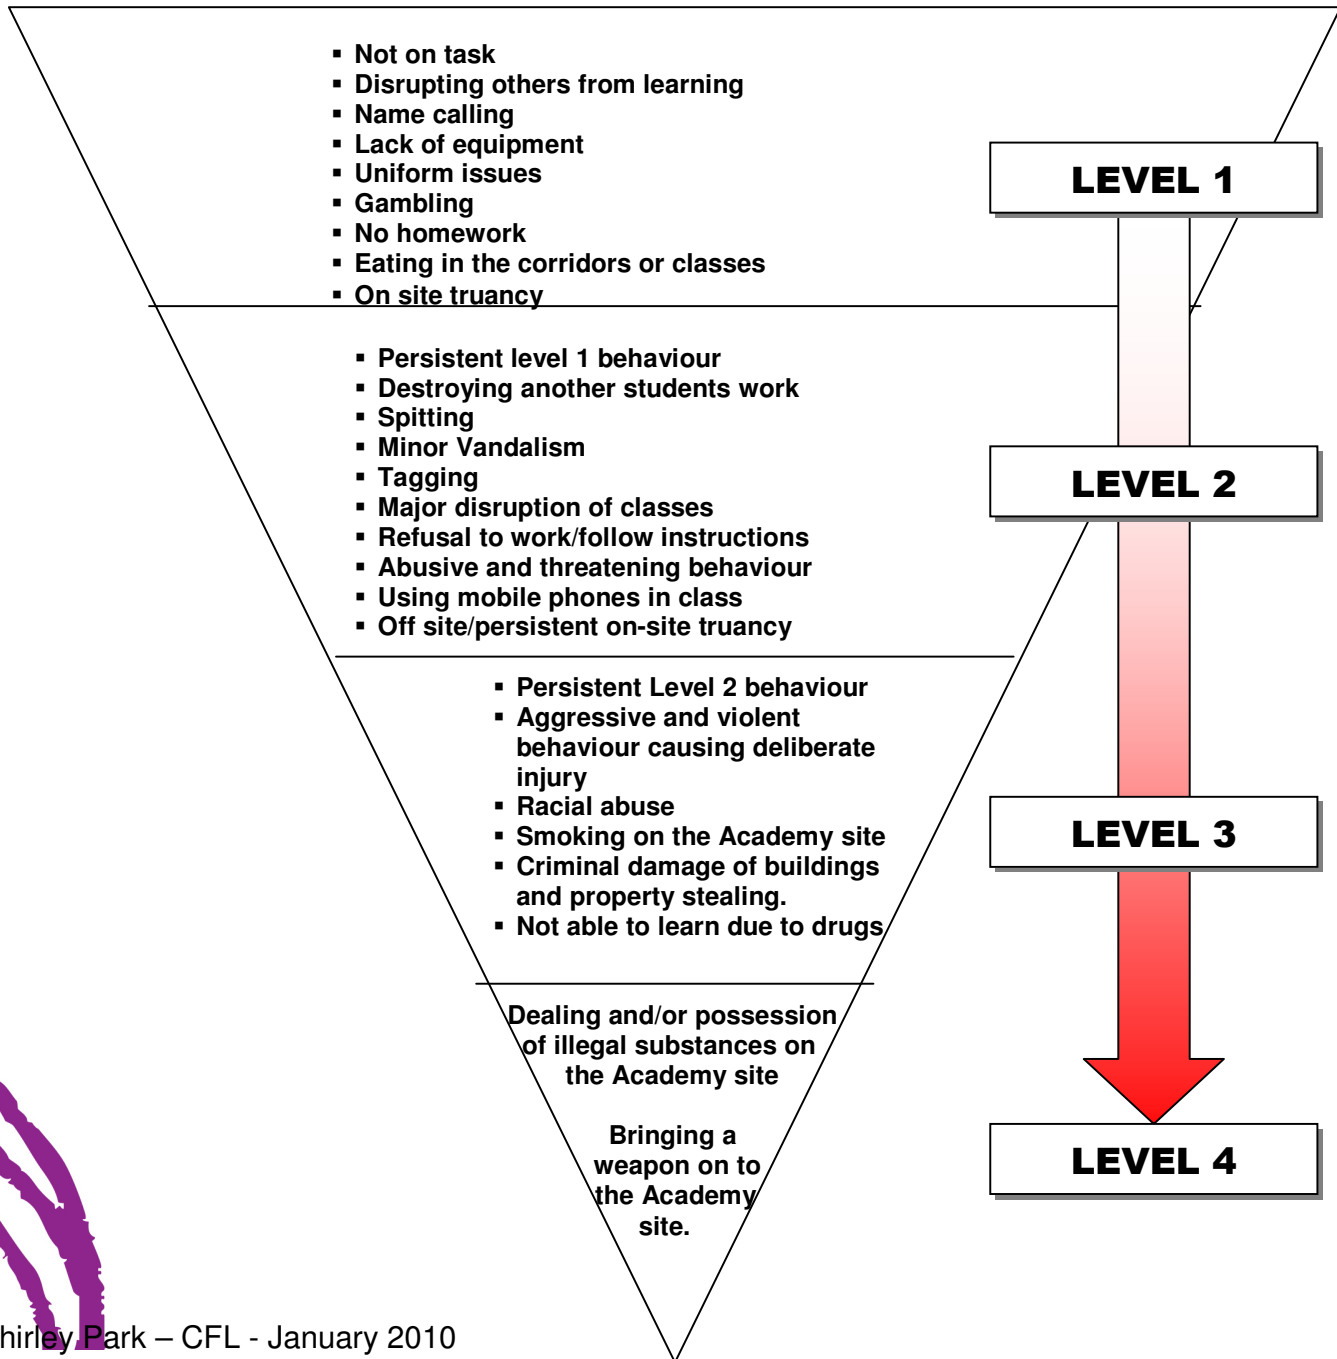 ▪ Not on task
▪ Disrupting others from learning
▪ Name calling
▪ Lack of equipment
▪ Uniform issues
▪ Gambling
▪ No homework
▪ Eating in the corridors or classes
▪ On site truancy
LEVEL 1
▪ Persistent level 1 behaviour
▪ Destroying another students work
▪ Spitting
▪ Minor Vandalism
▪ Tagging
▪ Major disruption of classes
▪ Refusal to work/follow instructions
▪ Abusive and threatening behaviour
▪ Using mobile phones in class
▪ Off site/persistent on-site truancy
LEVEL 2
▪ Persistent Level 2 behaviour
▪ Aggressive and violent
behaviour causing deliberate
injury
▪ Racial abuse
▪ Smoking on the Academy site
▪ Criminal damage of buildings
and property stealing.
▪ Not able to learn due to drugs
LEVEL 3
Dealing and/or possession
of illegal substances on
the Academy site
Bringing a
weapon on to
the Academy
site.
LEVEL 4
hirley Park – CFL - January 2010